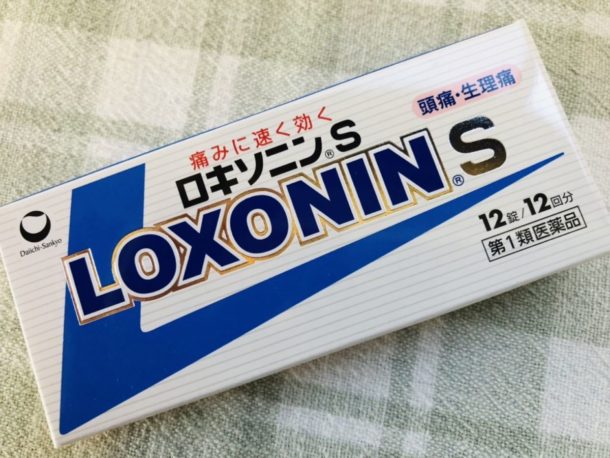 頭痛・生理痛
痛みに速く効く
ロキソニン®S
LOXONIN®S
Daiichi-Sankyo
12錠/12回分
第1類医薬品